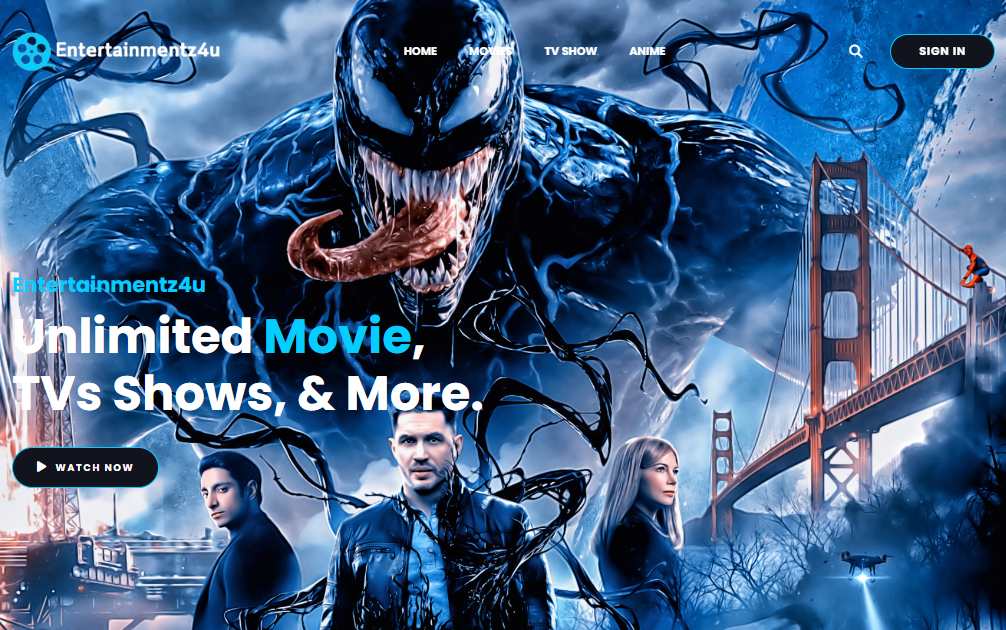 Entertainmentz4u
HOME MOVIES TV SHOW ANIME
SIGN IN
Entertainmentz4u
Unlimited Movie,
TVs Shows, & More.
WATCH NOW